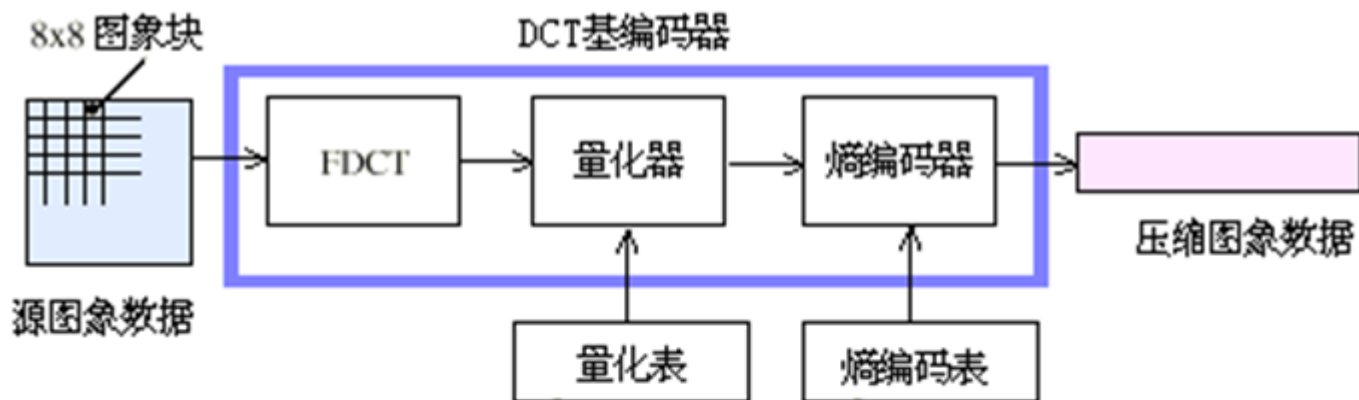 8x8 图象块
DCT基编码器
FDCT
量化器
熵编码器
压缩图象数据
源图象数据
量化表
熵编码表